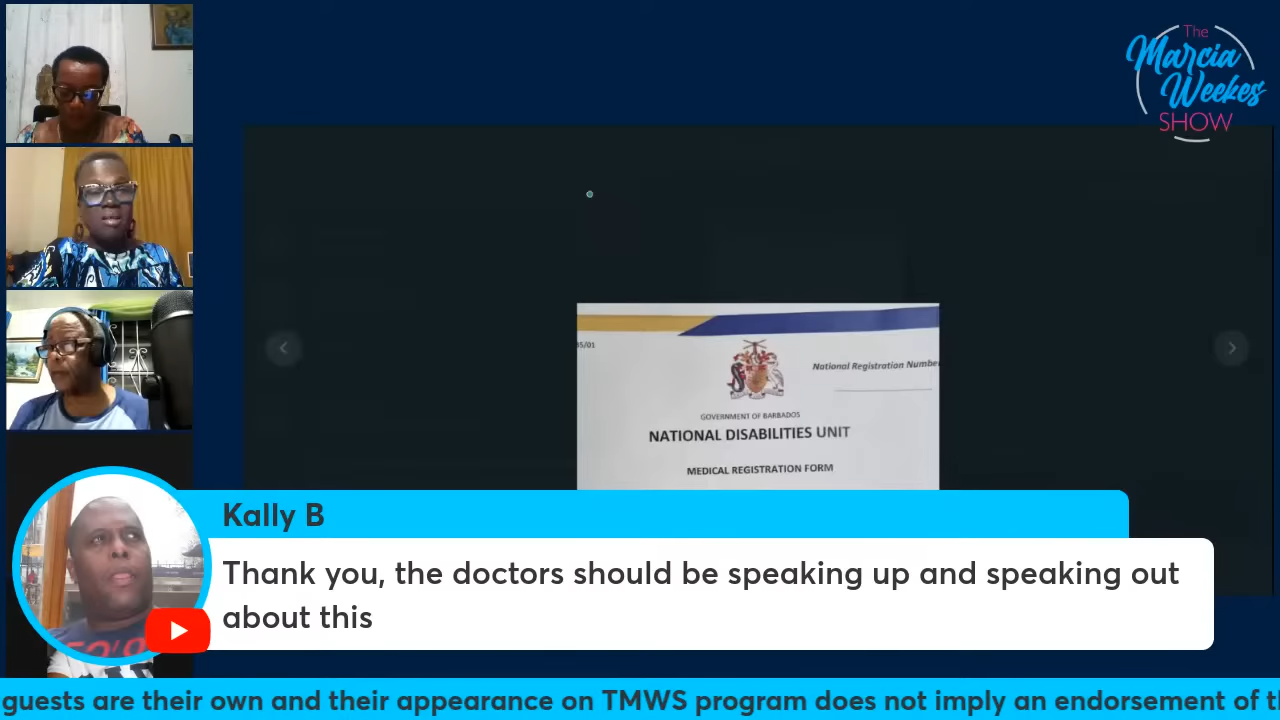 The
Marcia
Weekes
SHOW
35/01
National Registration Number
GOVERNMENT OF BARBADOS
NATIONAL DISABILITIES UNIT
MEDICAL REGISTRATION FORM
Kally B
Thank you, the doctors should be speaking up and speaking out
about this
guests are their own and their appearance on TMWS program does not imply an endorsement of th